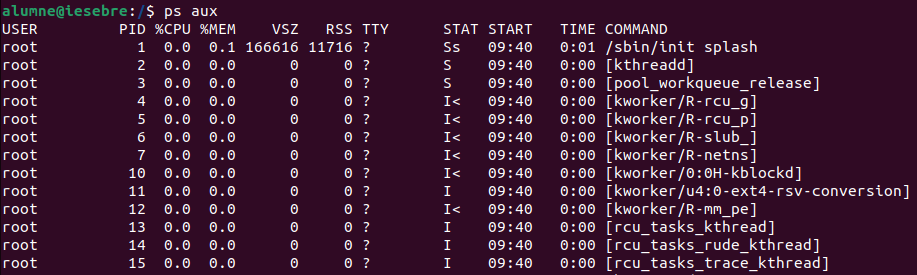 alumne@iesebre:/$ ps aux
USER         PID %CPU %MEM    VSZ   RSS TTY      STAT START   TIME COMMAND
root           1  0.0  0.1 166616 11716 ?        Ss   09:40   0:01 /sbin/init splash
root           2  0.0  0.0      0     0 ?        S    09:40   0:00 [kthreadd]
root           3  0.0  0.0      0     0 ?        S    09:40   0:00 [pool_workqueue_release]
root           4  0.0  0.0      0     0 ?        I<   09:40   0:00 [kworker/R-rcu_g]
root           5  0.0  0.0      0     0 ?        I<   09:40   0:00 [kworker/R-rcu_p]
root           6  0.0  0.0      0     0 ?        I<   09:40   0:00 [kworker/R-slub_]
root           7  0.0  0.0      0     0 ?        I<   09:40   0:00 [kworker/R-netns]
root          10  0.0  0.0      0     0 ?        I<   09:40   0:00 [kworker/0:0H-kblockd]
root          11  0.0  0.0      0     0 ?        I    09:40   0:00 [kworker/u4:0-ext4-rsv-conversion]
root          12  0.0  0.0      0     0 ?        I<   09:40   0:00 [kworker/R-mm_pe]
root          13  0.0  0.0      0     0 ?        I    09:40   0:00 [rcu_tasks_kthread]
root          14  0.0  0.0      0     0 ?        I    09:40   0:00 [rcu_tasks_rude_kthread]
root          15  0.0  0.0      0     0 ?        I    09:40   0:00 [rcu_tasks_trace_kthread]